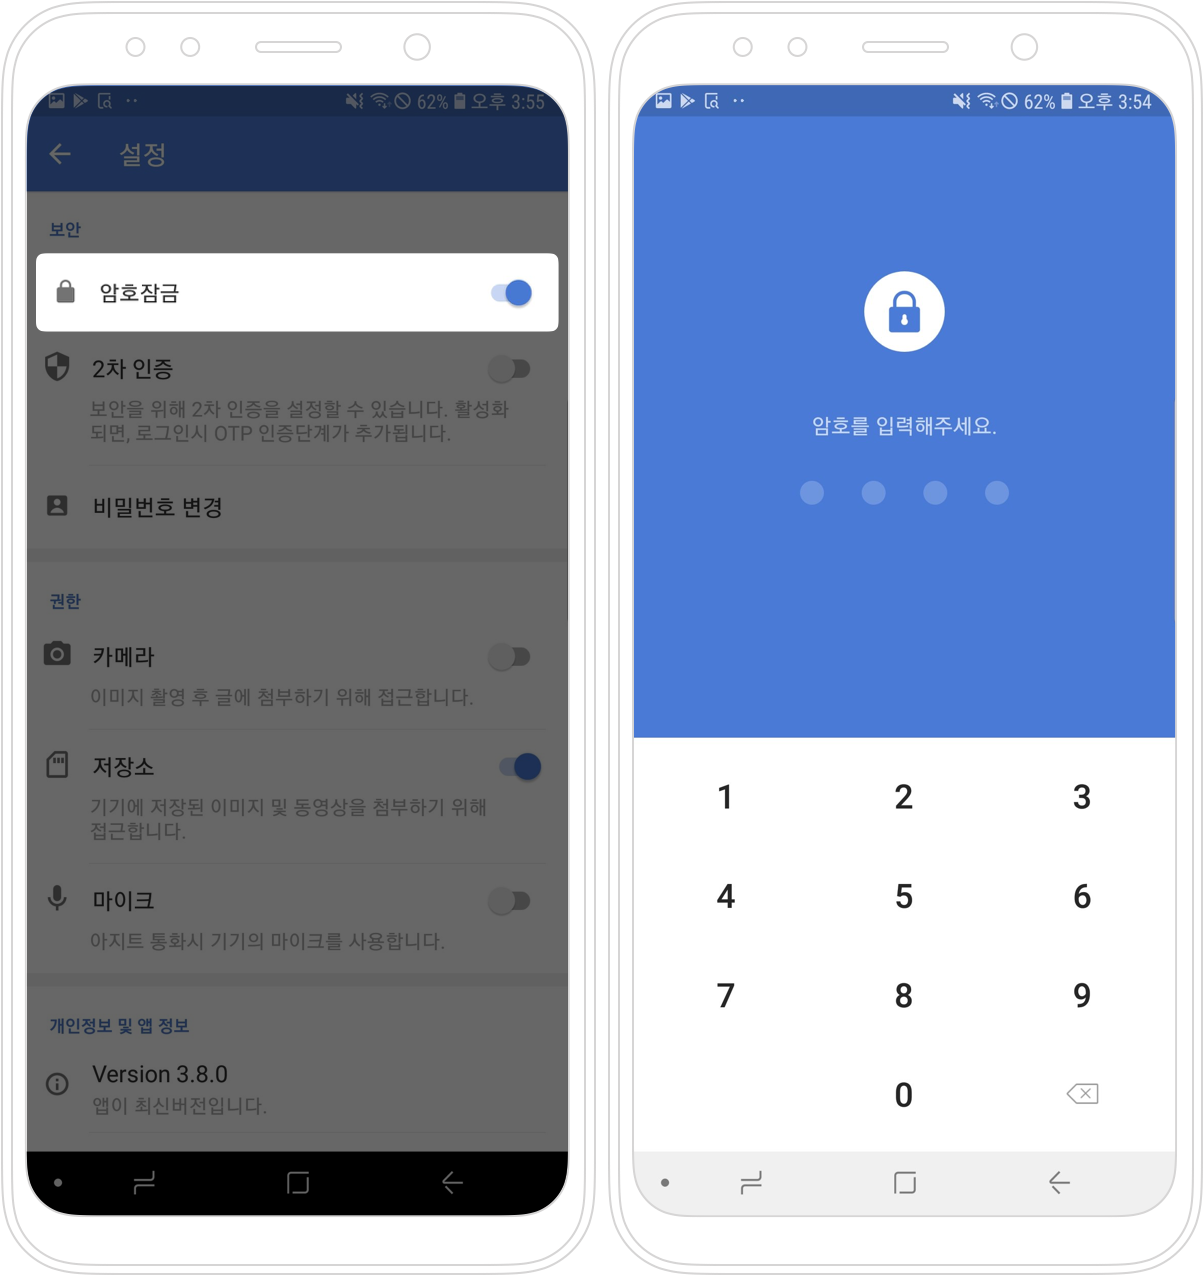 62% 오후 3:55
설정
보안
암호잠금
2차 인증
보안을 위해 2차 인증을 설정할 수 있습니다. 활성화
되면, 로그인시 OTP 인증단계가 추가됩니다.
비밀번호 변경
권한
카메라
이미지 촬영 후 글에 첨부하기 위해 접근합니다.
저장소
기기에 저장된 이미지 및 동영상을 첨부하기 위해
접근합니다.
마이크
아지트 통화시 기기의 마이크를 사용합니다.
개인정보 및 앱 정보
Version 3.8.0
앱이 최신버전입니다.
62% 오후 3:54
암호를 입력해주세요.
1 2 3
4 5 6
7 8 9
0